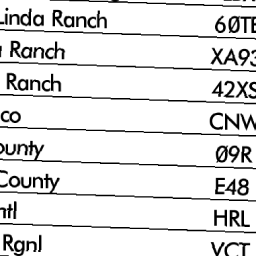 Linda Ranch 60TE
Ranch XA93
Ranch 42XS
co CNW
ounty 09R
County E48
ntl HRL
Rgnl VCT